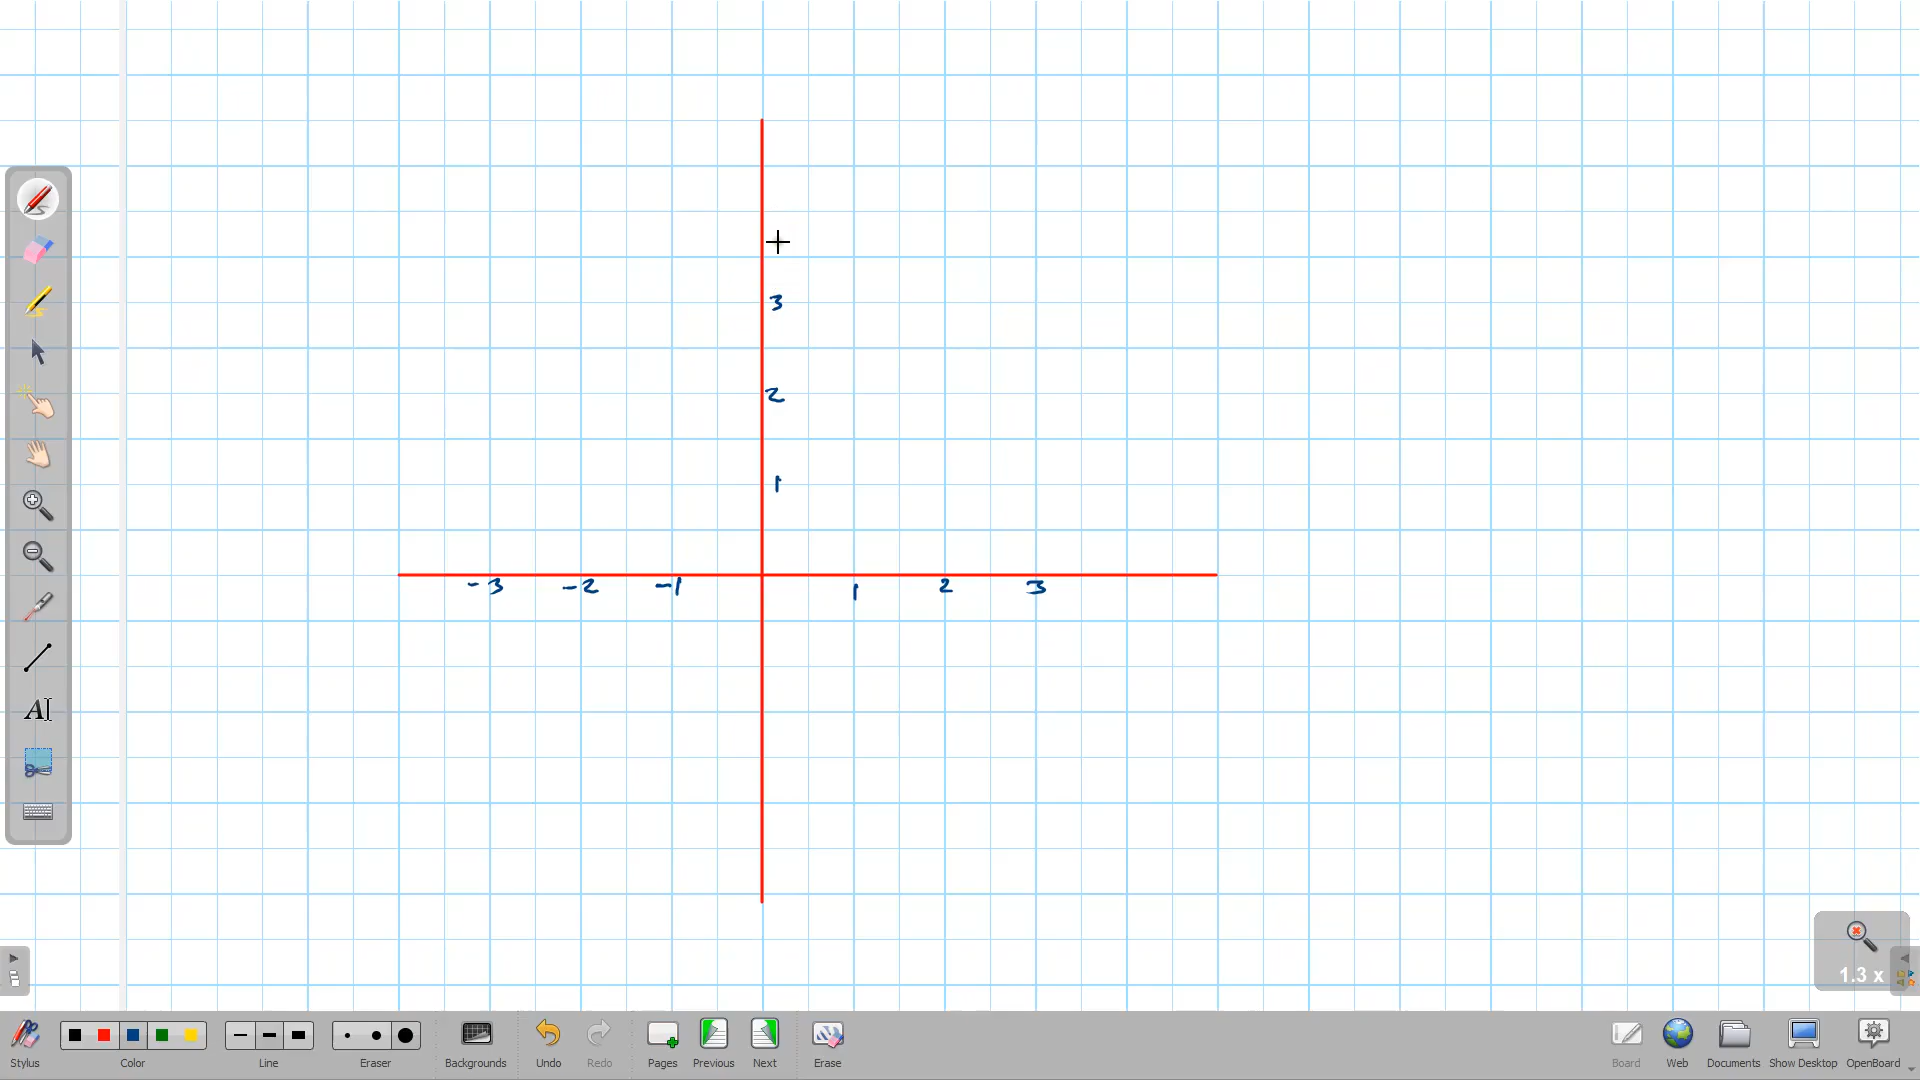 3
2
1
-3 -2 -1 1 2 3
1.3 x
Stylus Color Line Eraser Backgrounds Undo Redo Pages Previous Next Erase Board Web Documents Show Desktop OpenBoard